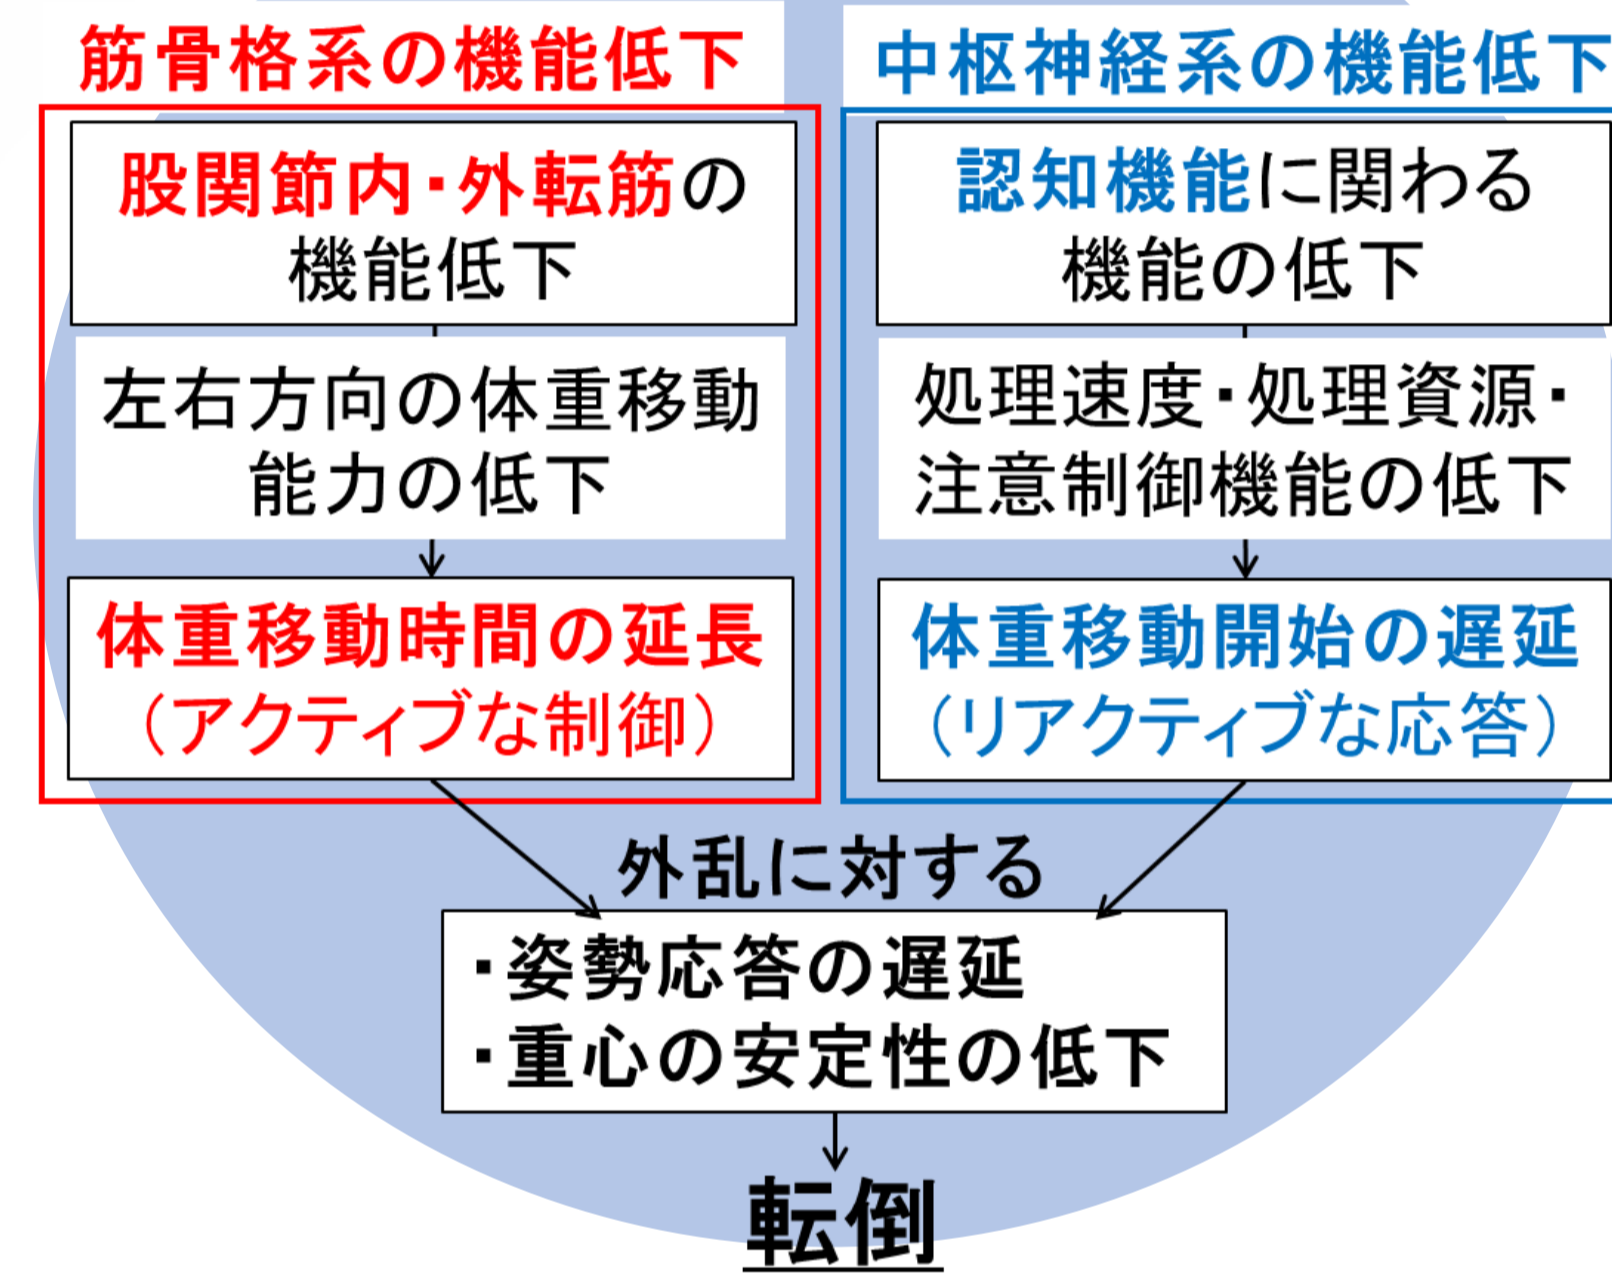 筋骨格系の機能低下
股関節内・外転筋の
機能低下
左右方向の体重移動
能力の低下
体重移動時間の延長
（アクティブな制御）
中枢神経系の機能低下
認知機能に関わる
機能の低下
処理速度・処理資源・
注意制御機能の低下
体重移動開始の遅延
（リアクティブな応答）
外乱に対する
・姿勢応答の遅延
・重心の安定性の低下
転倒